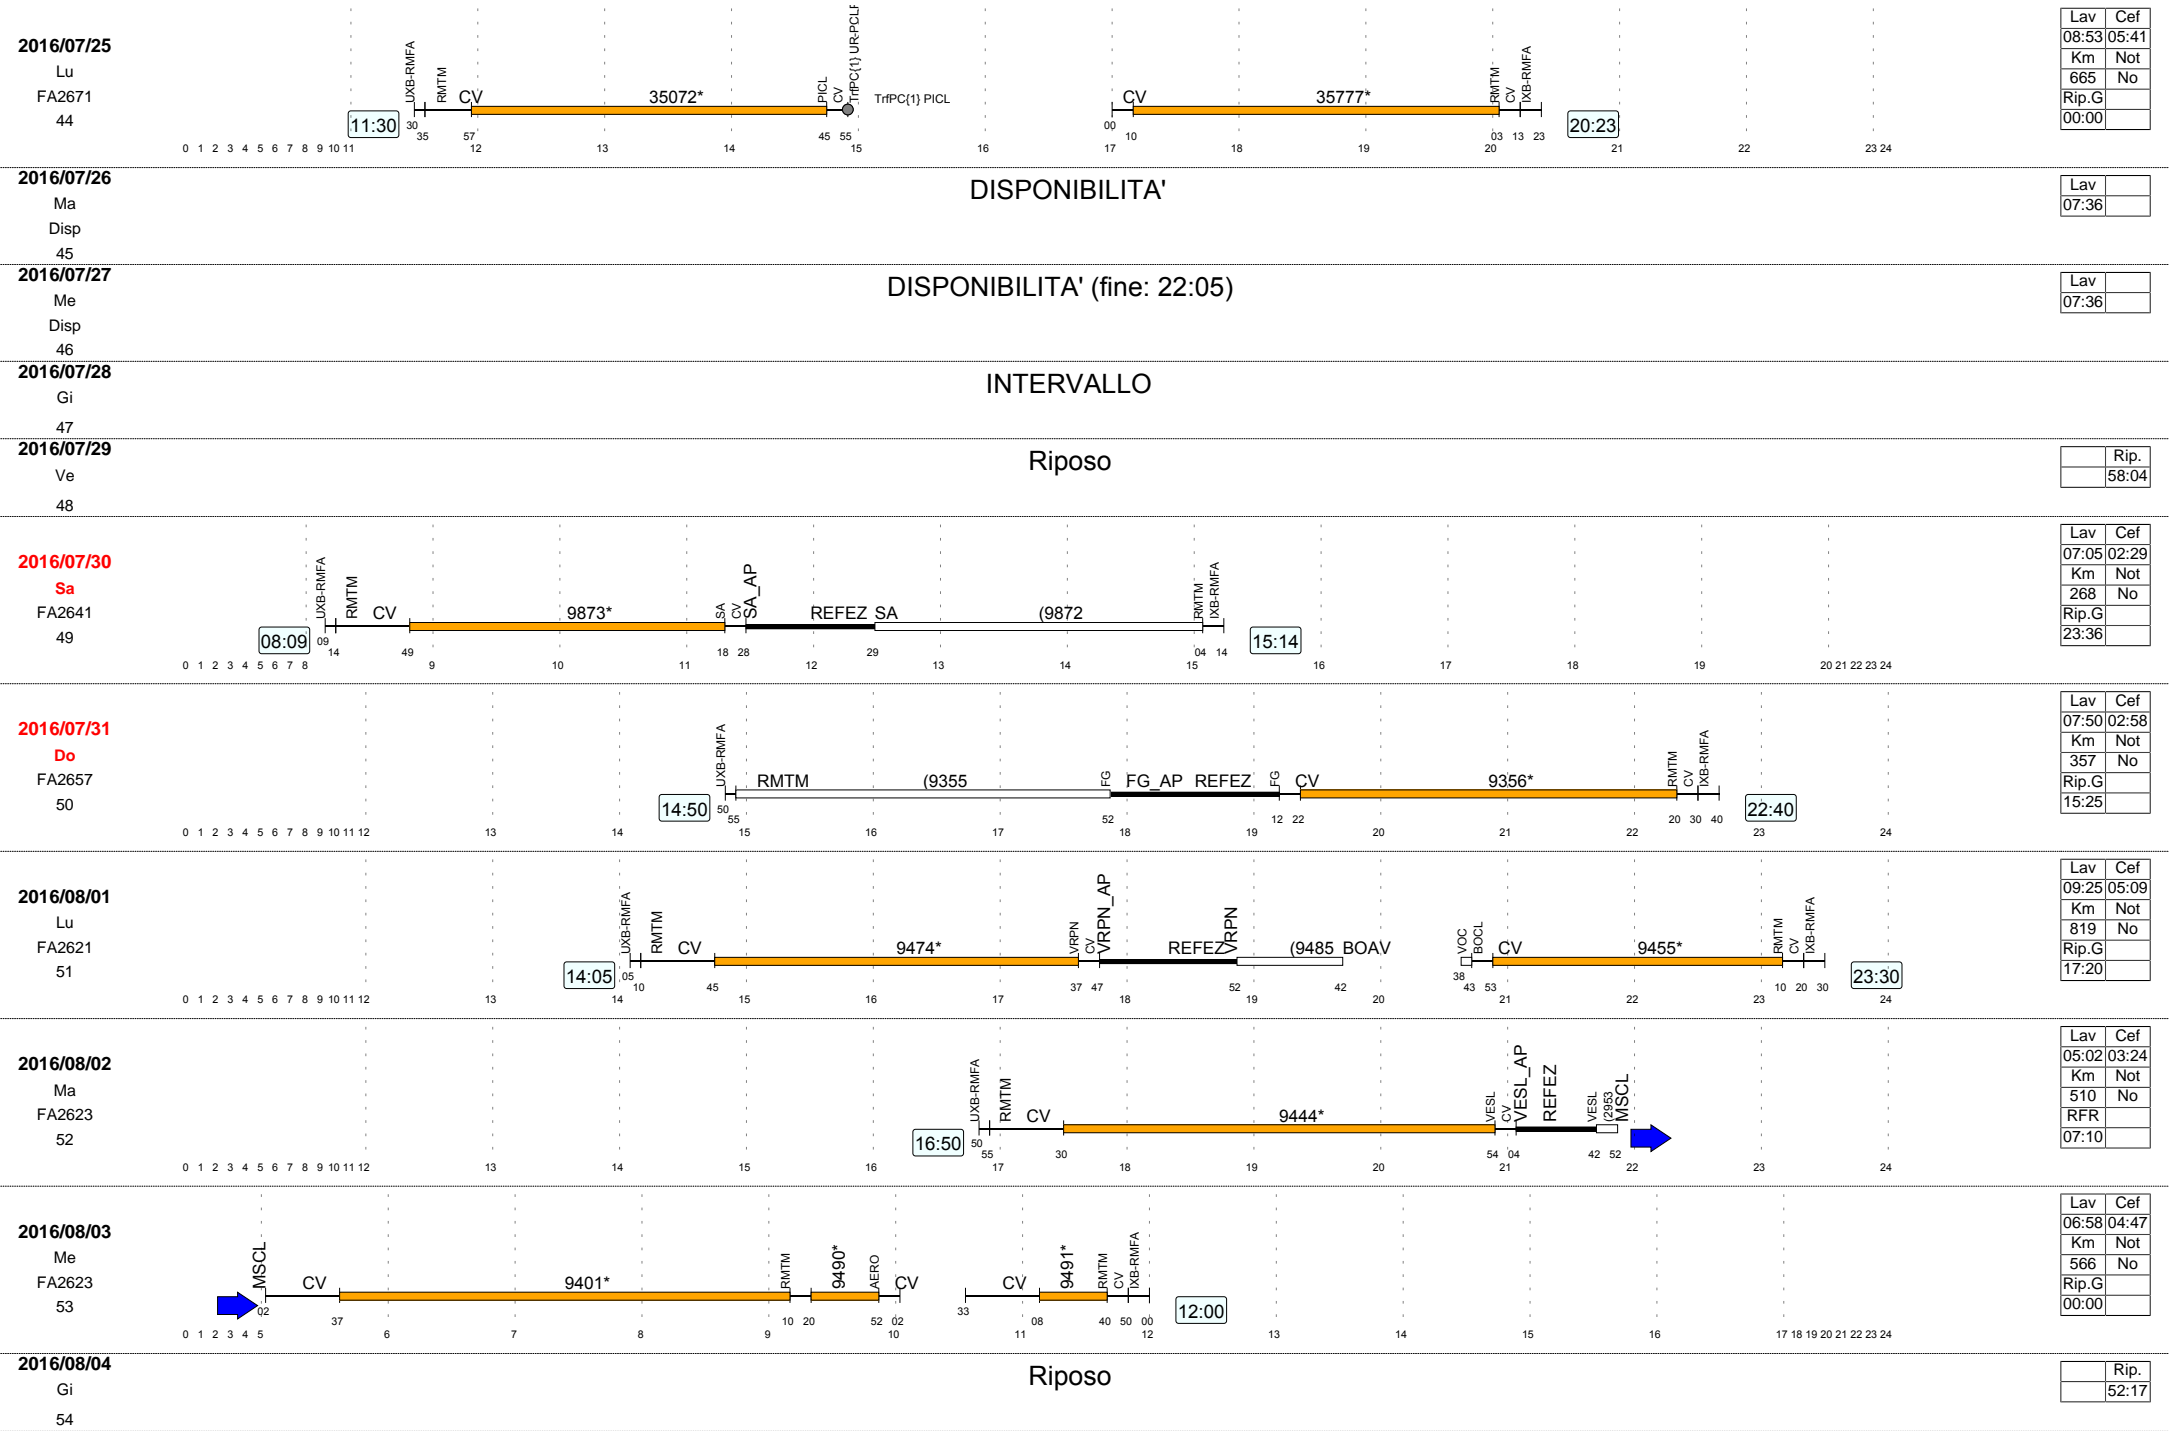 2016/07/25
Lu
FA2671
44
11:30
UXB-RMFA
RMTM
CV
35072*
PICL
CV
TrfPC{1} UR-PCLF
TrfPC{1} PICL
CV
35777*
RMTM
CV
IXB-RMFA
20:23
30 35 57 45 55 00 10 03 13 23
0 1 2 3 4 5 6 7 8 9 10 11 12 13 14 15 16 17 18 19 20 21 22 23 24
Lav Cef
08:53 05:41
Km Not
665 No
Rip.G
00:00
2016/07/26
Ma
Disp
45
DISPONIBILITA'
Lav
07:36
2016/07/27
Me
Disp
46
DISPONIBILITA' (fine: 22:05)
Lav
07:36
2016/07/28
Gi
47
INTERVALLO
2016/07/29
Ve
48
Riposo
Rip.
58:04
2016/07/30
Sa
FA2641
49
08:09
UXB-RMFA
RMTM
CV
9873*
SA
CV
SA_AP
REFEZ SA
(9872
RMTM
IXB-RMFA
15:14
09 14 49 18 28 29 04 14
0 1 2 3 4 5 6 7 8 9 10 11 12 13 14 15 16 17 18 19 20 21 22 23 24
Lav Cef
07:05 02:29
Km Not
268 No
Rip.G
23:36
2016/07/31
Do
FA2657
50
14:50
UXB-RMFA
RMTM
(9355
FG
FG_AP REFEZ
FG
CV
9356*
RMTM
CV
IXB-RMFA
22:40
50 55 52 12 22 20 30 40
0 1 2 3 4 5 6 7 8 9 10 11 12 13 14 15 16 17 18 19 20 21 22 23 24
Lav Cef
07:50 02:58
Km Not
357 No
Rip.G
15:25
2016/08/01
Lu
FA2621
51
14:05
UXB-RMFA
RMTM
CV
9474*
VRPN
CV
VRPN_AP
REFEZ
VRPN
(9485 BOAV
VOC
BOCL
CV
9455*
RMTM
CV
IXB-RMFA
23:30
05 10 45 37 47 52 42 38 43 53 10 20 30
0 1 2 3 4 5 6 7 8 9 10 11 12 13 14 15 16 17 18 19 20 21 22 23 24
Lav Cef
09:25 05:09
Km Not
819 No
Rip.G
17:20
2016/08/02
Ma
FA2623
52
16:50
UXB-RMFA
RMTM
CV
9444*
VESL
CV
VESL_AP
REFEZ
VESL
(2953
MSCL
50 55 30 54 04 42 52
0 1 2 3 4 5 6 7 8 9 10 11 12 13 14 15 16 17 18 19 20 21 22 23 24
Lav Cef
05:02 03:24
Km Not
510 No
RFR
07:10
2016/08/03
Me
FA2623
53
MSCL
CV
9401*
RMTM
9490*
AERO
CV
CV
9491*
RMTM
CV
IXB-RMFA
12:00
02 37 10 20 52 02 33 08 40 50 00
0 1 2 3 4 5 6 7 8 9 10 11 12 13 14 15 16 17 18 19 20 21 22 23 24
Lav Cef
06:58 04:47
Km Not
566 No
Rip.G
00:00
2016/08/04
Gi
54
Riposo
Rip.
52:17